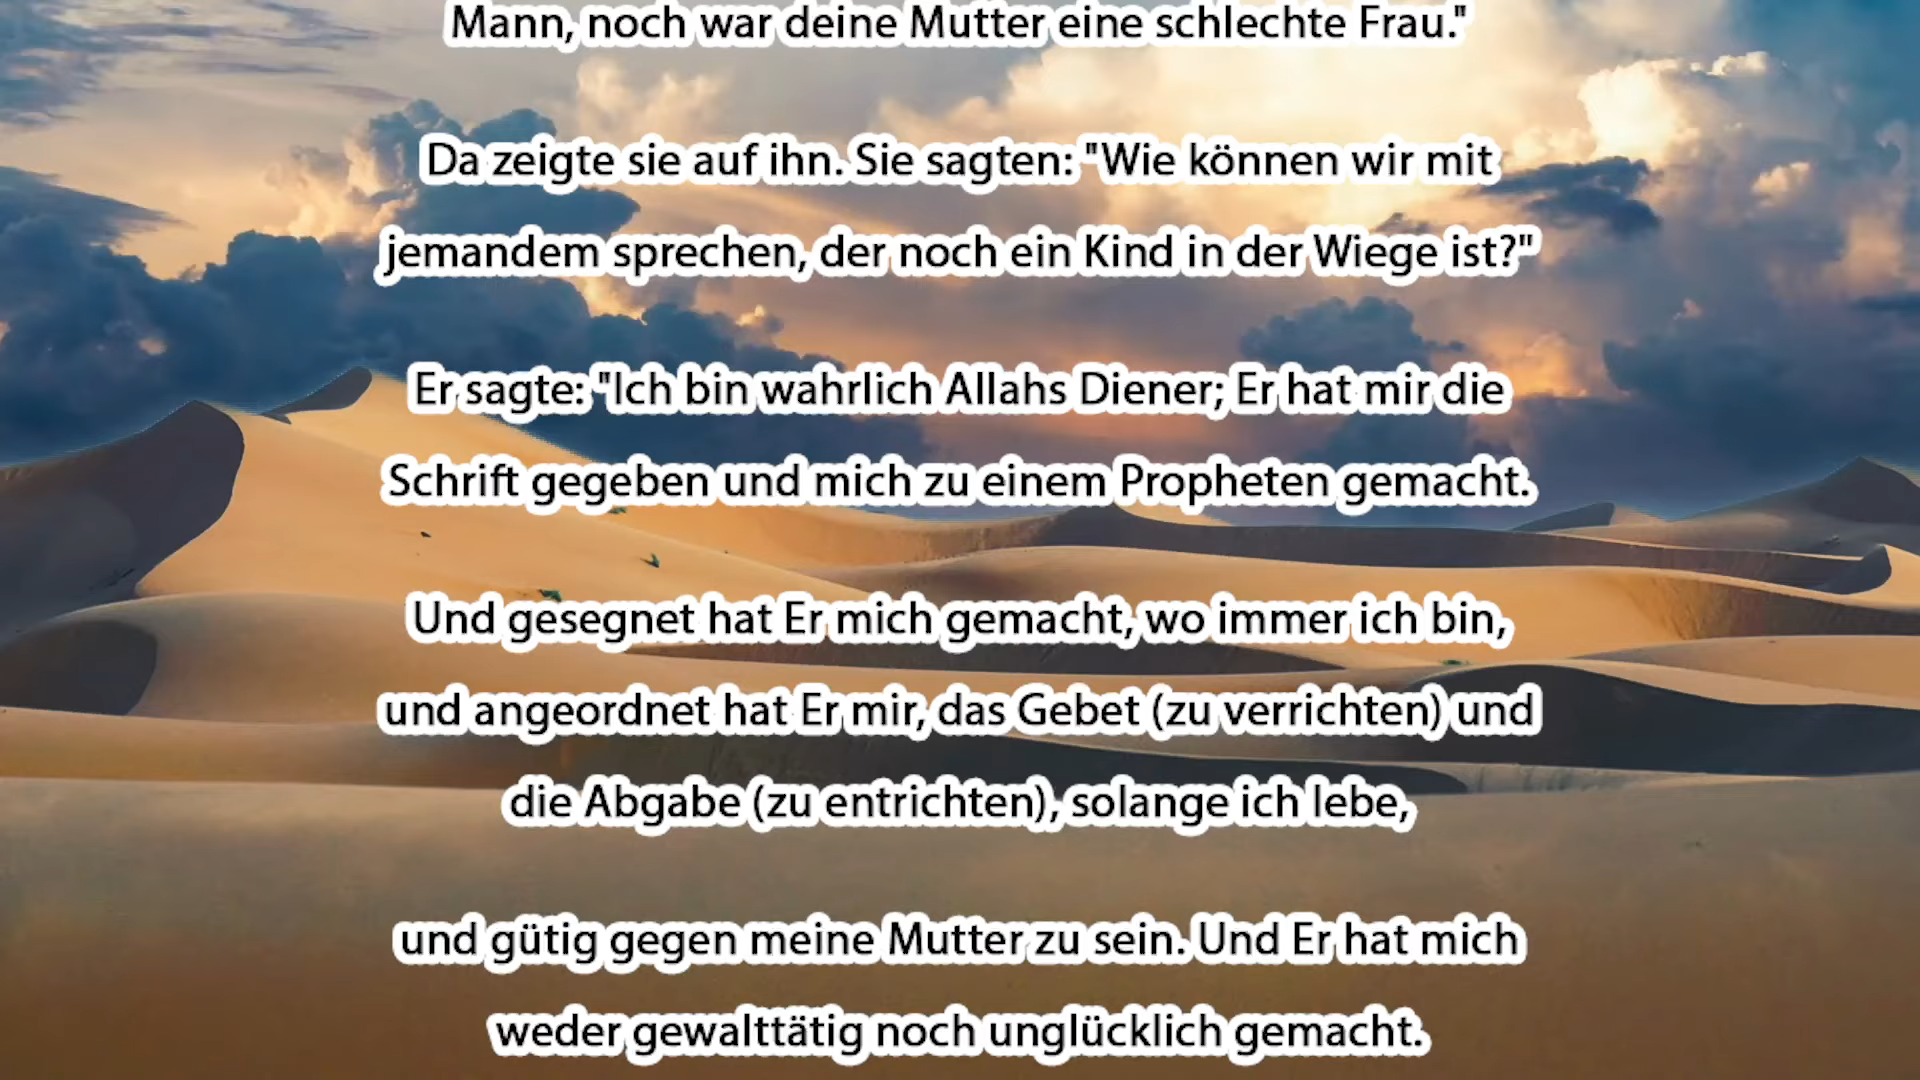 Mann, noch war deine Mutter eine schlechte Frau."
Da zeigte sie auf ihn. Sie sagten: "Wie können wir mit
jemandem sprechen, der noch ein Kind in der Wiege ist?"
Er sagte: "Ich bin wahrlich Allahs Diener; Er hat mir die
Schrift gegeben und mich zu einem Propheten gemacht.
Und gesegnet hat Er mich gemacht, wo immer ich bin,
und angeordnet hat Er mir, das Gebet (zu verrichten) und
die Abgabe (zu entrichten), solange ich lebe,
und gütig gegen meine Mutter zu sein. Und Er hat mich
weder gewalttätig noch unglücklich gemacht.